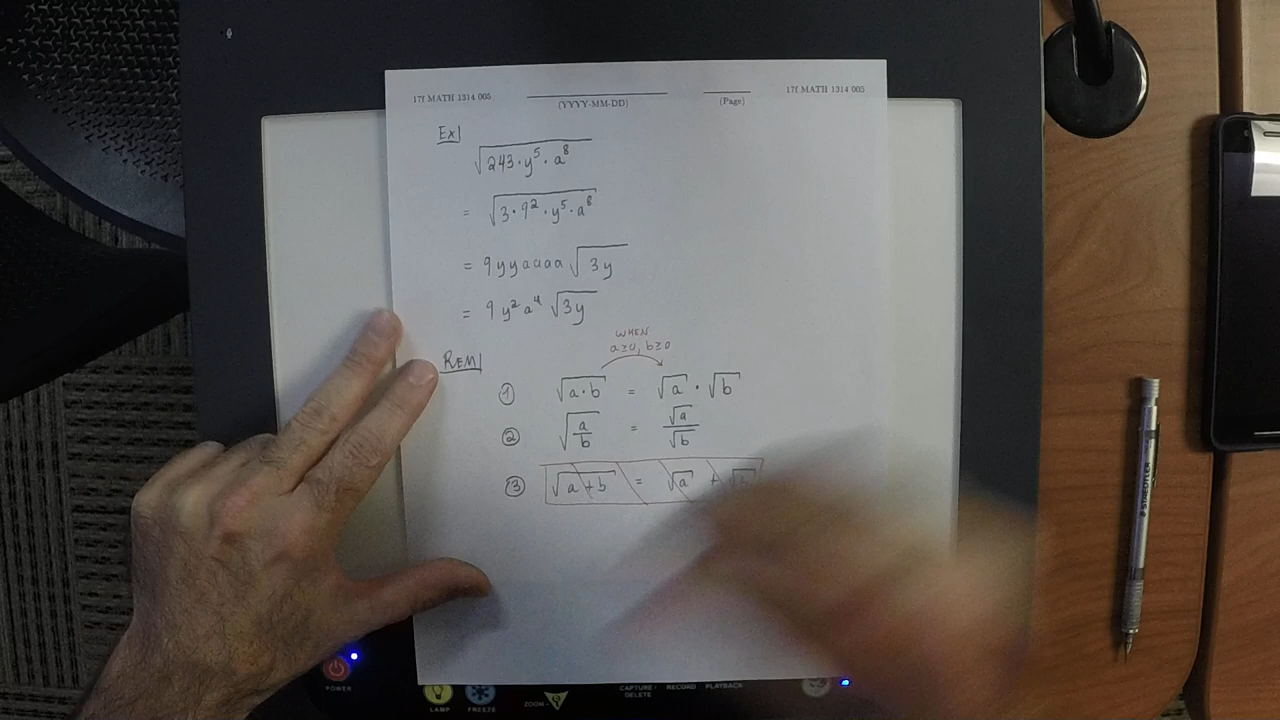 17f MATH 1314 005
(YYYY-MM-DD)
(Page)
17f MATH 1314 005
Ex|
√(243·y⁵·a⁸)
= √(3·9²·y⁵·a⁸)
= 9yyaaaa√(3y)
= 9y²a⁴√(3y)
WHEN
a≥0, b≥0
REM|
① √(a·b) = √a · √b
② √(a/b) = √a/√b
③ √(a+b) = √a +
STAEDTLER
POWER
LAMP
FREEZE
ZOOM
CAPTURE/
DELETE
RECORD
PLAYBACK